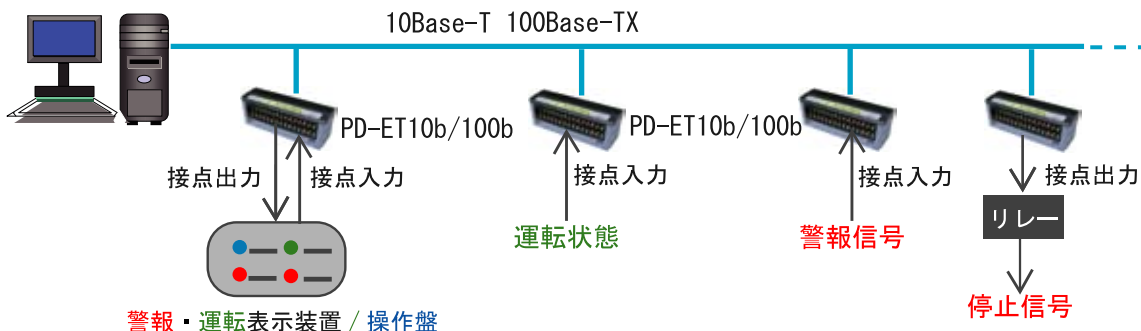 10Base-T 100Base-TX
PD-ET10b/100b
PD-ET10b/100b
接点出力
接点入力
接点入力
接点入力
接点出力
リレー
運転状態
警報信号
停止信号
警報・運転表示装置/操作盤